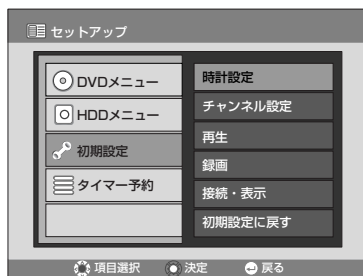 セットアップ
DVDメニュー
HDDメニュー
初期設定
タイマー予約
時計設定
チャンネル設定
再生
録画
接続・表示
初期設定に戻す
項目選択 決定 戻る